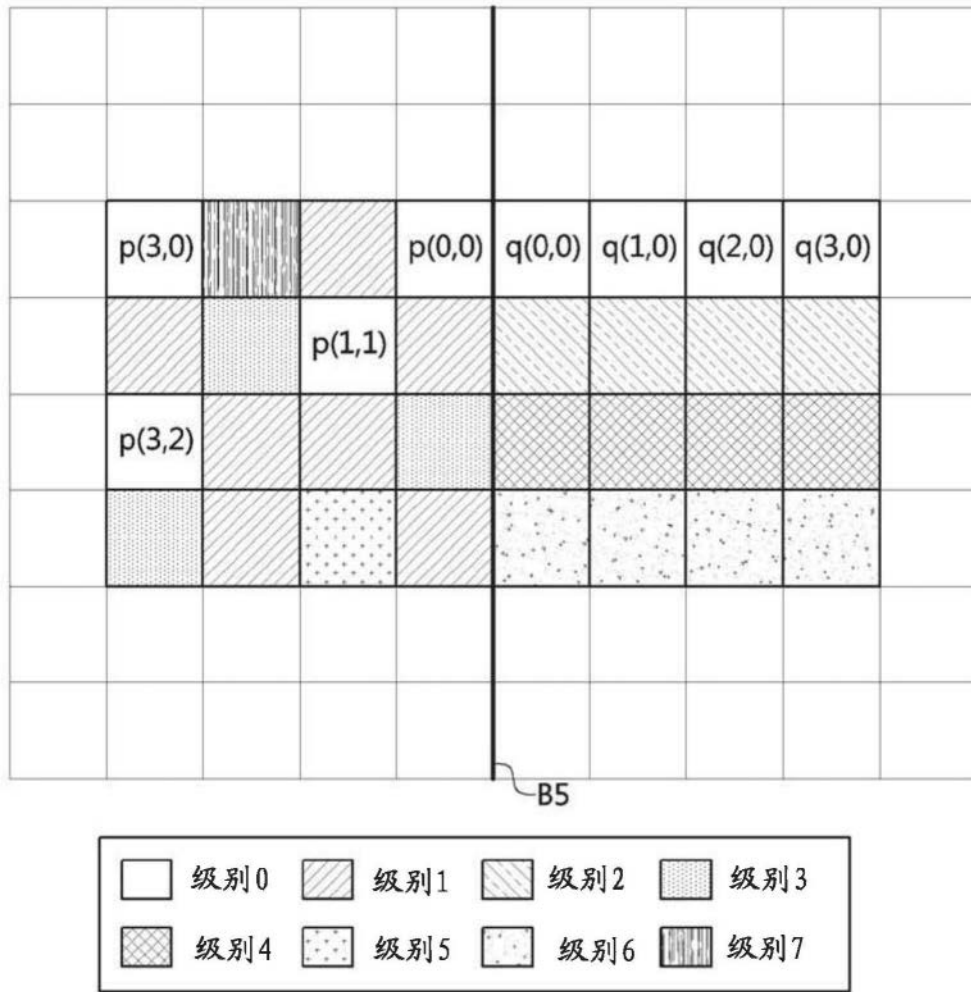 p(3,0) p(0,0) q(0,0) q(1,0) q(2,0) q(3,0)
p(1,1)
p(3,2)
B5
级别0 级别1 级别2 级别3
级别4 级别5 级别6 级别7